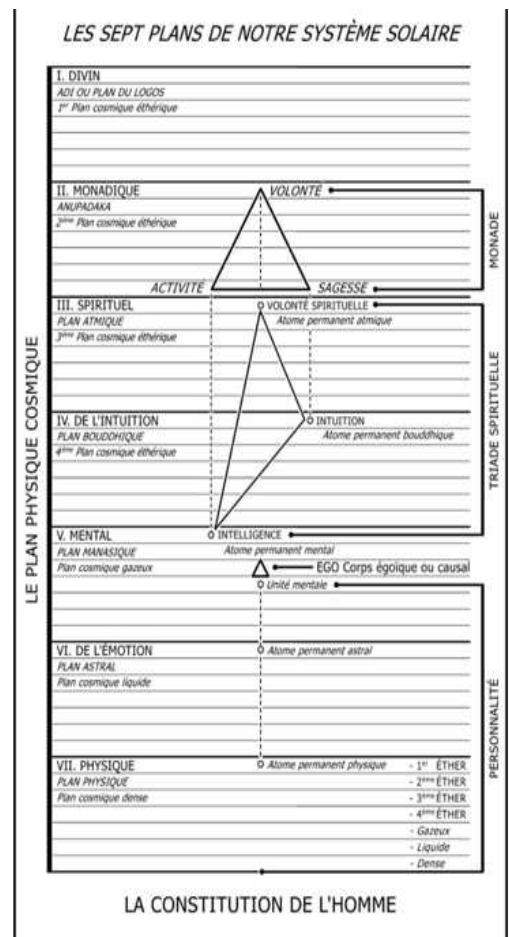 LES SEPT PLANS DE NOTRE SYSTÈME SOLAIRE
I. DIVIN
ADI OU PLAN DU LOGOS
1er Plan cosmique éthérique
II. MONADIQUE
VOLONTÉ
ANUPADAKA
2ème Plan cosmique éthérique
ACTIVITÉ
SAGESSE
MONADE
III. SPIRITUEL
VOLONTÉ SPIRITUELLE
PLAN ATMIQUE
Atome permanent atmique
3ème Plan cosmique éthérique
IV. DE L'INTUITION
INTUITION
PLAN BOUDDHIQUE
Atome permanent bouddhique
4ème Plan cosmique éthérique
TRIADE SPIRITUELLE
LE PLAN PHYSIQUE COSMIQUE
V. MENTAL
INTELLIGENCE
PLAN MANASIQUE
Atome permanent mental
Plan cosmique gazeux
EGO Corps égoïque ou causal
Unité mentale
VI. DE L'ÉMOTION
Atome permanent astral
PLAN ASTRAL
Plan cosmique liquide
PERSONNALITÉ
VII. PHYSIQUE
Atome permanent physique
- 1er ÉTHER
PLAN PHYSIQUE
- 2ème ÉTHER
Plan cosmique dense
- 3ème ÉTHER
- 4ème ÉTHER
- Gazeux
- Liquide
- Dense
LA CONSTITUTION DE L'HOMME